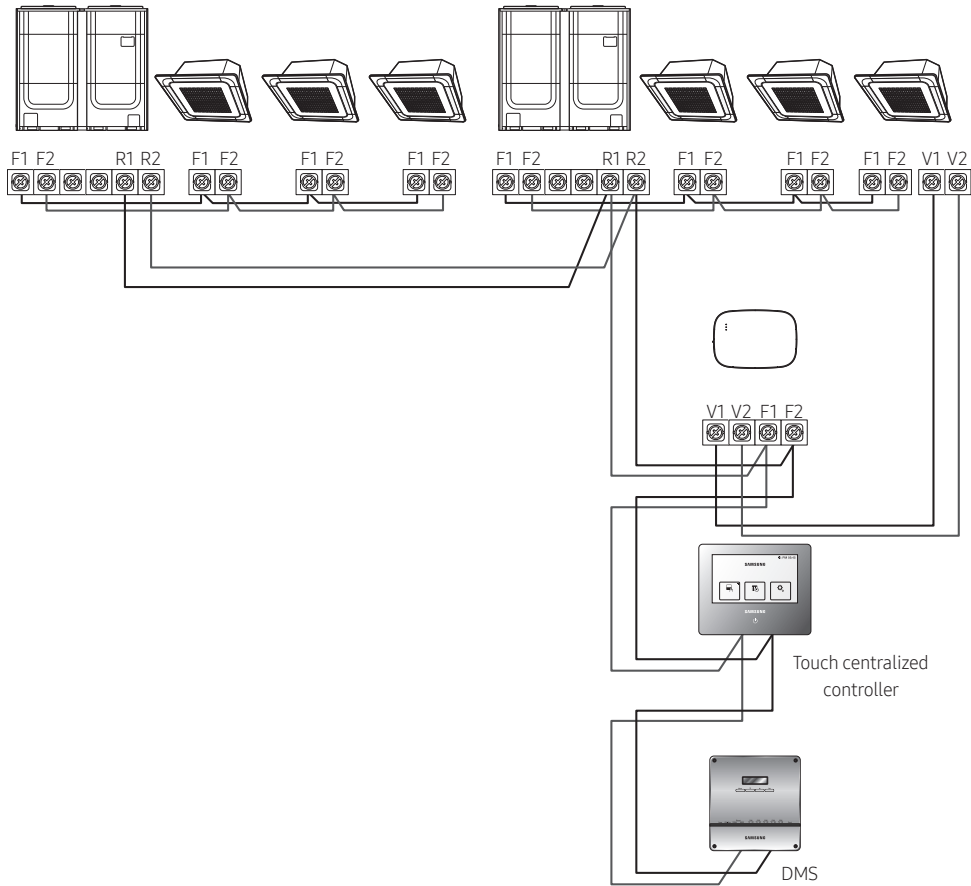 F1 F2 R1 R2 F1 F2 F1 F2 F1 F2 F1 F2 R1 R2 F1 F2 F1 F2 F1 F2 V1 V2
V1 V2 F1 F2
SAMSUNG
SAMSUNG
Touch centralized
controller
SAMSUNG
DMS